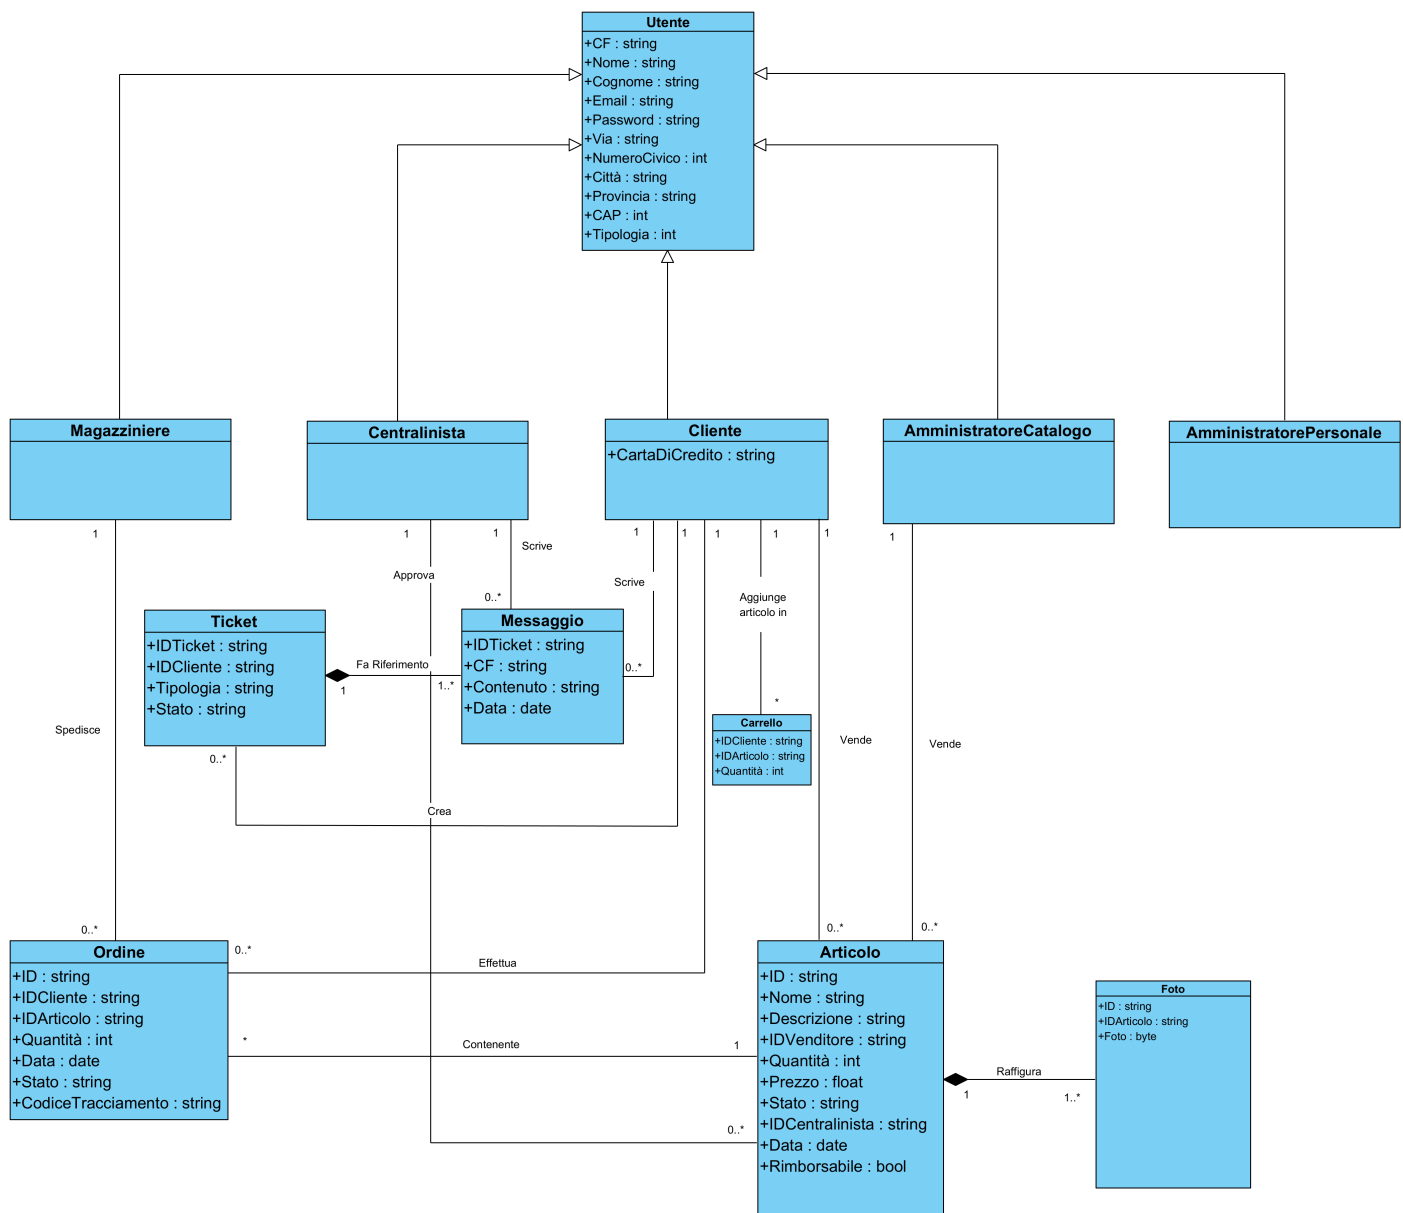 Utente
+CF : string
+Nome : string
+Cognome : string
+Email : string
+Password : string
+Via : string
+NumeroCivico : int
+Città : string
+Provincia : string
+CAP : int
+Tipologia : int
Magazziniere
Centralinista
Cliente
+CartaDiCredito : string
AmministratoreCatalogo
AmministratorePersonale
1
1
1
1
1
1
1
1
1
Scrive
Approva
Scrive
Aggiunge
articolo in
0..*
Ticket
+IDTicket : string
+IDCliente : string
+Tipologia : string
+Stato : string
Fa Riferimento
1
1..*
Messaggio
+IDTicket : string
+CF : string
+Contenuto : string
+Data : date
0..*
*
Carrello
+IDCliente : string
+IDArticolo : string
+Quantità : int
Spedisce
Vende
Vende
0..*
Crea
0..*
0..*
0..*
0..*
Ordine
+ID : string
+IDCliente : string
+IDArticolo : string
+Quantità : int
+Data : date
+Stato : string
+CodiceTracciamento : string
Effettua
*
Contenente
1
Articolo
+ID : string
+Nome : string
+Descrizione : string
+IDVenditore : string
+Quantità : int
+Prezzo : float
+Stato : string
+IDCentralinista : string
+Data : date
+Rimborsabile : bool
0..*
Raffigura
1
1..*
Foto
+ID : string
+IDArticolo : string
+Foto : byte